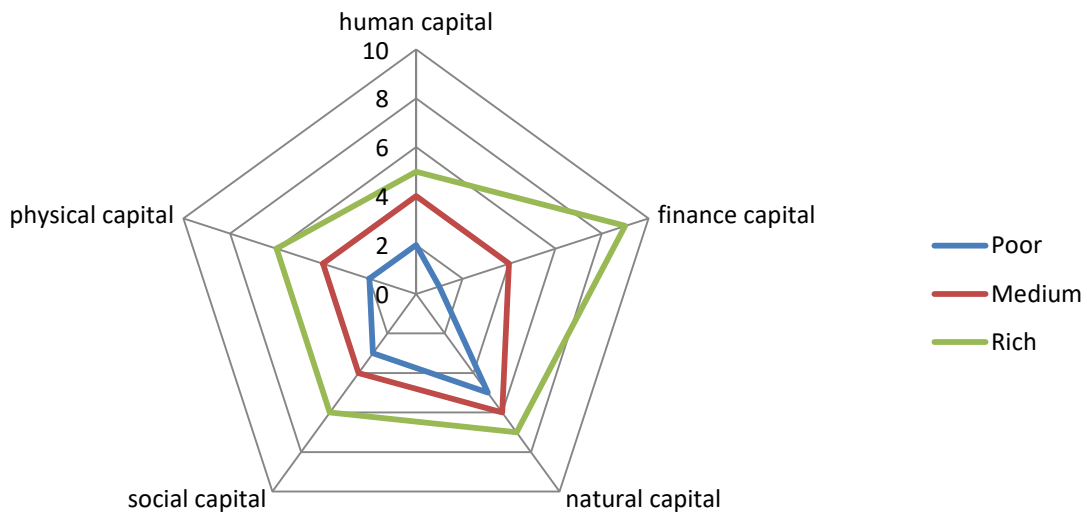 human capital
10
8
6
4
2
0
finance capital
natural capital
social capital
physical capital
Poor
Medium
Rich